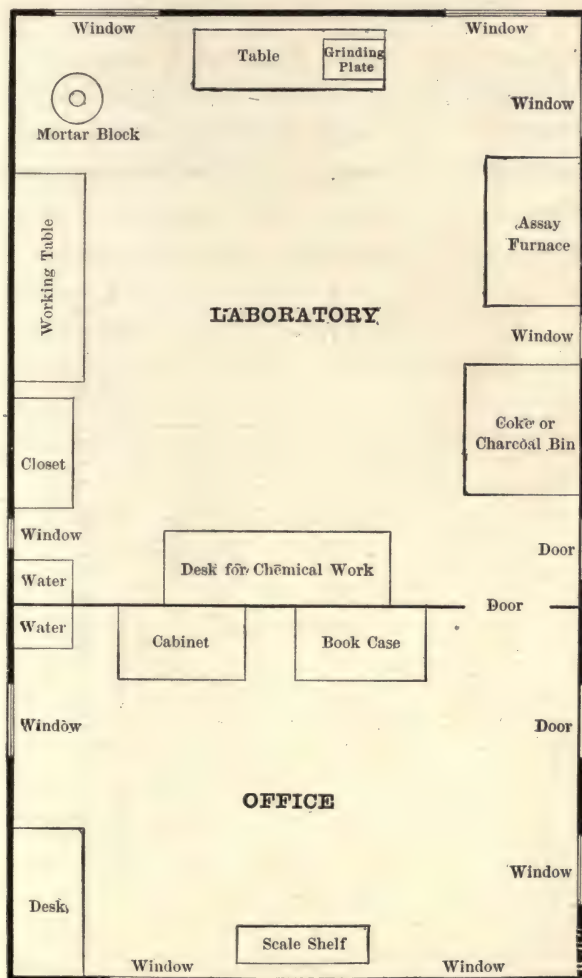 Window
Window
Table
Grinding
Plate
Window
Mortar Block
Working Table
Assay
Furnace
LABORATORY
Window
Coke or
Charcoal Bin
Closet
Window
Door
Desk for Chemical Work
Water
Door
Water
Cabinet
Book Case
Window
Door
OFFICE
Window
Desk
Scale Shelf
Window
Window